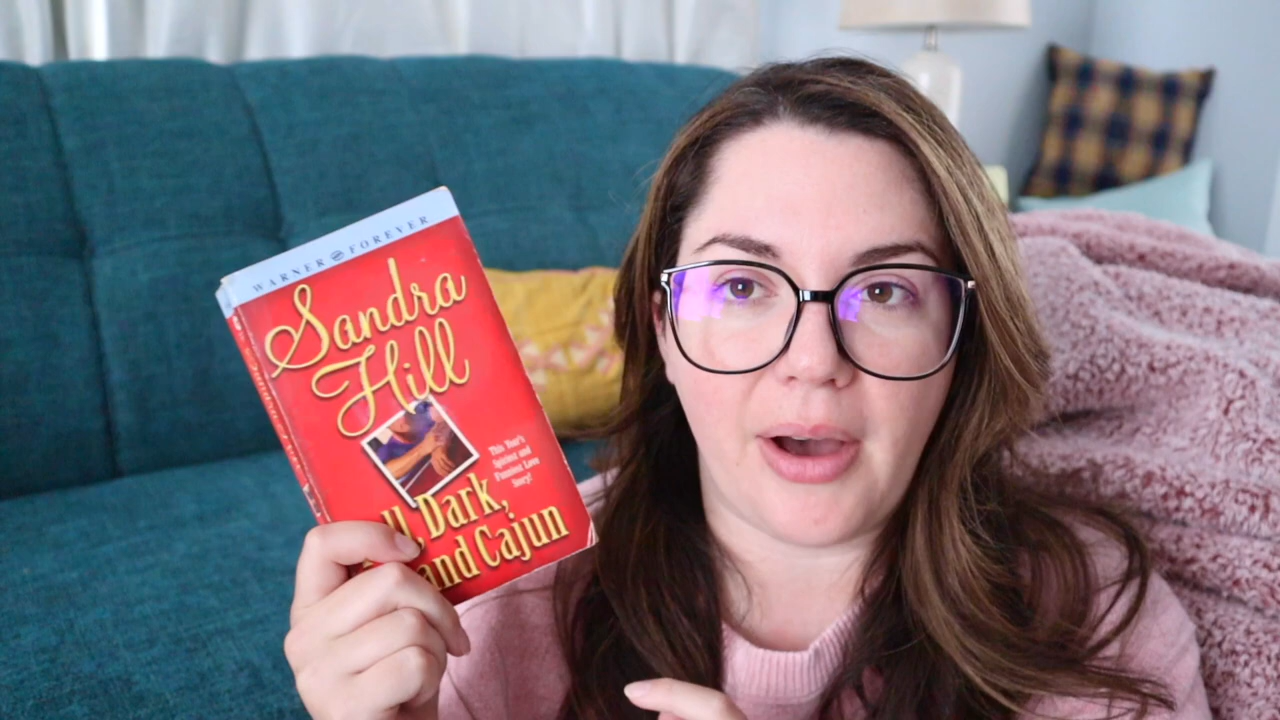 WARNER FOREVER
Sandra
Hill
This Year's
Spiciest and
Funniest Love
Story!
Dark,
and Cajun